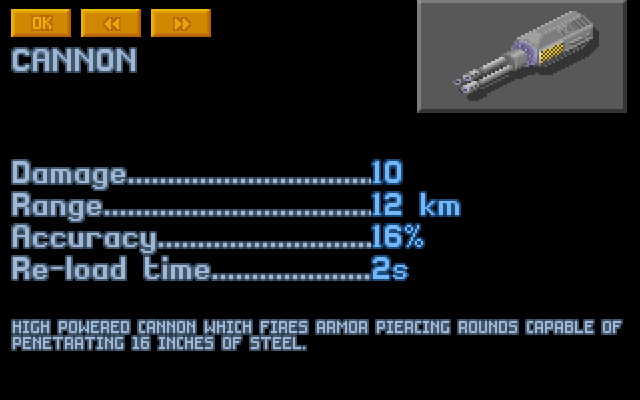 OK
CANNON
Damage....................................10
Range.......................................12 km
Accuracy................................16%
Re-load time........................2s
HIGH POWERED CANNON WHICH FIRES ARMOR PIERCING ROUNDS CAPABLE OF
PENETRATING 16 INCHES OF STEEL.